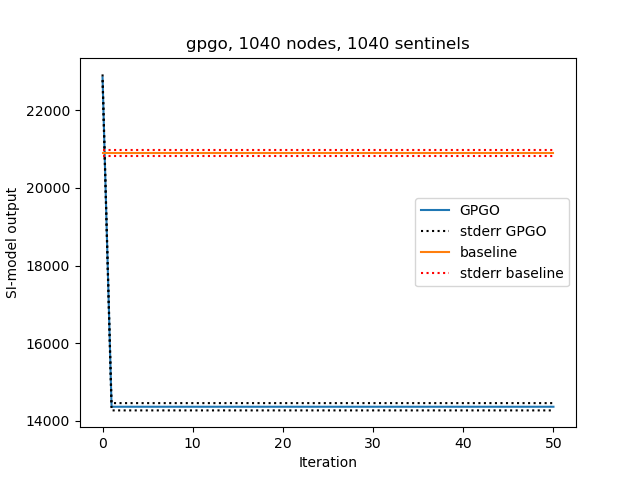 gpgo, 1040 nodes, 1040 sentinels
SI-model output
22000
20000
18000
16000
14000
GPGO
stderr GPGO
baseline
stderr baseline
0
10
20
30
40
50
Iteration